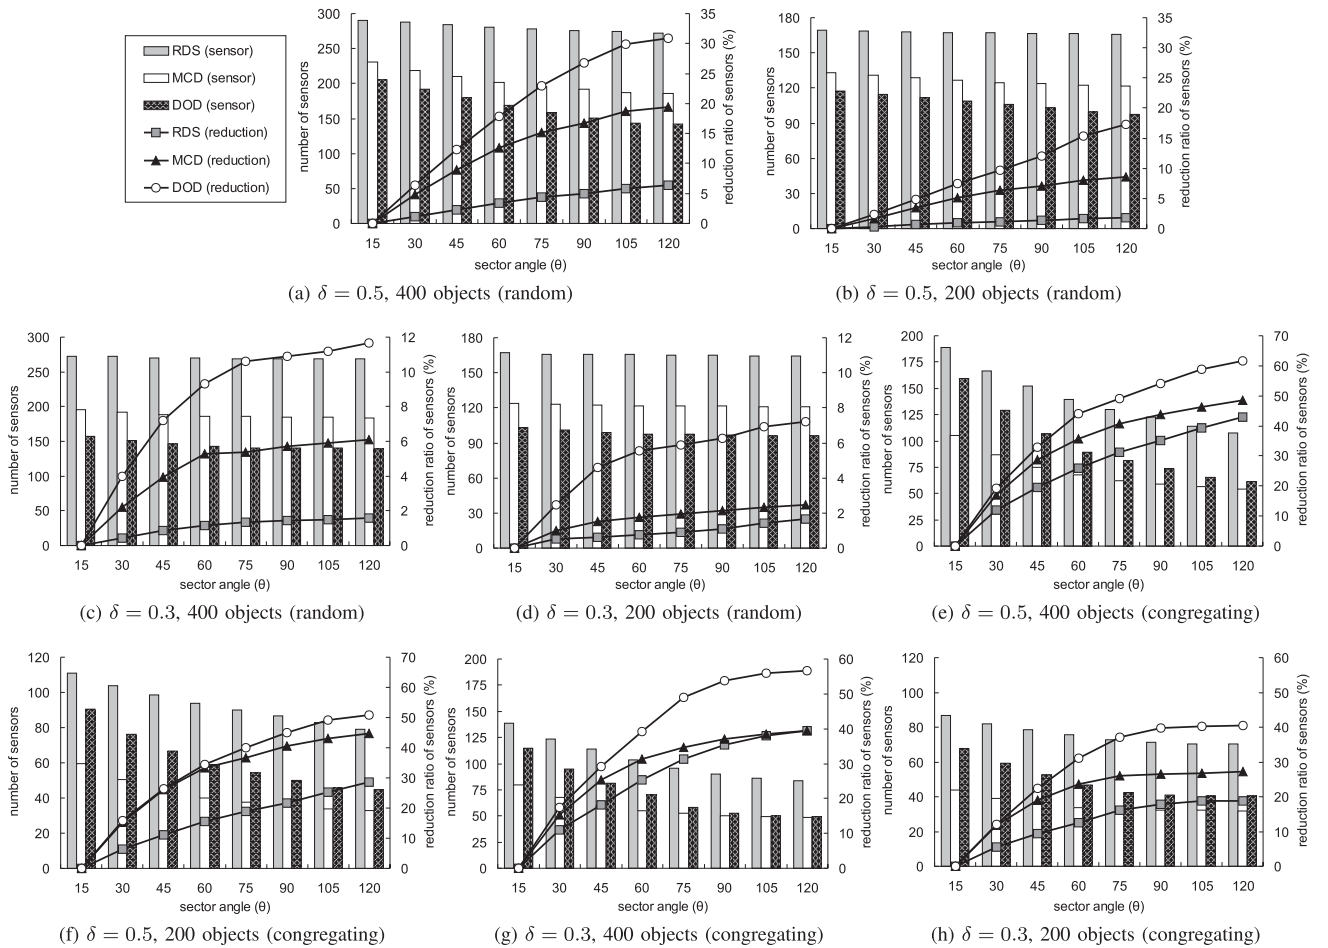 RDS (sensor)
MCD (sensor)
DOD (sensor)
RDS (reduction)
MCD (reduction)
DOD (reduction)
number of sensors
300
250
200
150
100
50
0
35
30
25
20
15
10
5
0
reduction ratio of sensors (%)
15 30 45 60 75 90 105 120
sector angle (θ)
(a) δ = 0.5, 400 objects (random)
number of sensors
180
150
120
90
60
30
0
35
30
25
20
15
10
5
0
reduction ratio of sensors (%)
15 30 45 60 75 90 105 120
sector angle (θ)
(b) δ = 0.5, 200 objects (random)
number of sensors
300
250
200
150
100
50
0
12
10
8
6
4
2
0
reduction ratio of sensors (%)
15 30 45 60 75 90 105 120
sector angle (θ)
(c) δ = 0.3, 400 objects (random)
number of sensors
180
150
120
90
60
30
0
12
10
8
6
4
2
0
reduction ratio of sensors (%)
15 30 45 60 75 90 105 120
sector angle (θ)
(d) δ = 0.3, 200 objects (random)
number of sensors
200
175
150
125
100
75
50
25
0
70
60
50
40
30
20
10
0
reduction ratio of sensors (%)
15 30 45 60 75 90 105 120
sector angle (θ)
(e) δ = 0.5, 400 objects (congregating)
number of sensors
120
100
80
60
40
20
0
70
60
50
40
30
20
10
0
reduction ratio of sensors (%)
15 30 45 60 75 90 105 120
sector angle (θ)
(f) δ = 0.5, 200 objects (congregating)
number of sensors
200
175
150
125
100
75
50
25
0
60
50
40
30
20
10
0
reduction ratio of sensors (%)
15 30 45 60 75 90 105 120
sector angle (θ)
(g) δ = 0.3, 400 objects (congregating)
number of sensors
120
100
80
60
40
20
0
60
50
40
30
20
10
0
reduction ratio of sensors (%)
15 30 45 60 75 90 105 120
sector angle (θ)
(h) δ = 0.3, 200 objects (congregating)